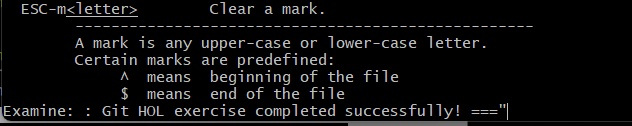 ESC-m<letter>        Clear a mark.
---------------------------------------------------
A mark is any upper-case or lower-case letter.
Certain marks are predefined:
^  means  beginning of the file
$  means  end of the file
Examine: : Git HOL exercise completed successfully! ==="